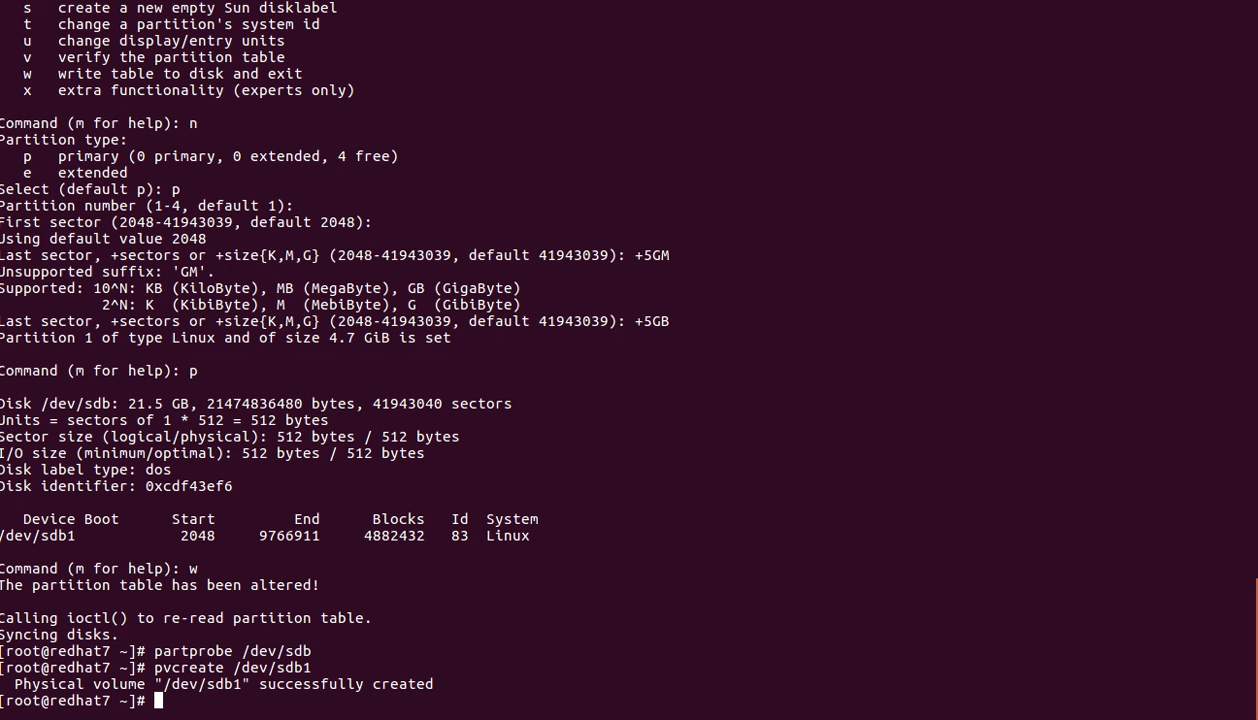 s   create a new empty Sun disklabel
t   change a partition's system id
u   change display/entry units
v   verify the partition table
w   write table to disk and exit
x   extra functionality (experts only)
Command (m for help): n
Partition type:
p   primary (0 primary, 0 extended, 4 free)
e   extended
Select (default p): p
Partition number (1-4, default 1):
First sector (2048-41943039, default 2048):
Using default value 2048
Last sector, +sectors or +size{K,M,G} (2048-41943039, default 41943039): +5GM
Unsupported suffix: 'GM'.
Supported: 10^N: KB (KiloByte), MB (MegaByte), GB (GigaByte)
2^N: K  (KibiByte), M  (MebiByte), G  (GibiByte)
Last sector, +sectors or +size{K,M,G} (2048-41943039, default 41943039): +5GB
Partition 1 of type Linux and of size 4.7 GiB is set
Command (m for help): p
Disk /dev/sdb: 21.5 GB, 21474836480 bytes, 41943040 sectors
Units = sectors of 1 * 512 = 512 bytes
Sector size (logical/physical): 512 bytes / 512 bytes
I/O size (minimum/optimal): 512 bytes / 512 bytes
Disk label type: dos
Disk identifier: 0xcdf43ef6
Device Boot      Start         End      Blocks   Id  System
/dev/sdb1            2048     9766911     4882432   83  Linux
Command (m for help): w
The partition table has been altered!
Calling ioctl() to re-read partition table.
Syncing disks.
[root@redhat7 ~]# partprobe /dev/sdb
[root@redhat7 ~]# pvcreate /dev/sdb1
Physical volume "/dev/sdb1" successfully created
[root@redhat7 ~]#